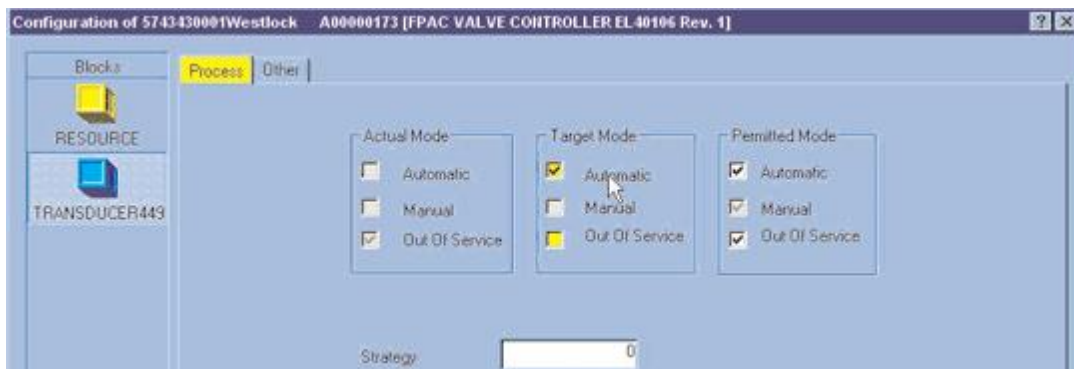 Configuration of 5743430001Westlock A00000173 [FPAC VALVE CONTROLLER EL40106 Rev. 1]
Blocks
Process Other
RESOURCE
TRANSDUCER449
Actual Mode Target Mode Permitted Mode
Automatic Automatic Automatic
Manual Manual Manual
Out Of Service Out Of Service Out Of Service
Strategy 0